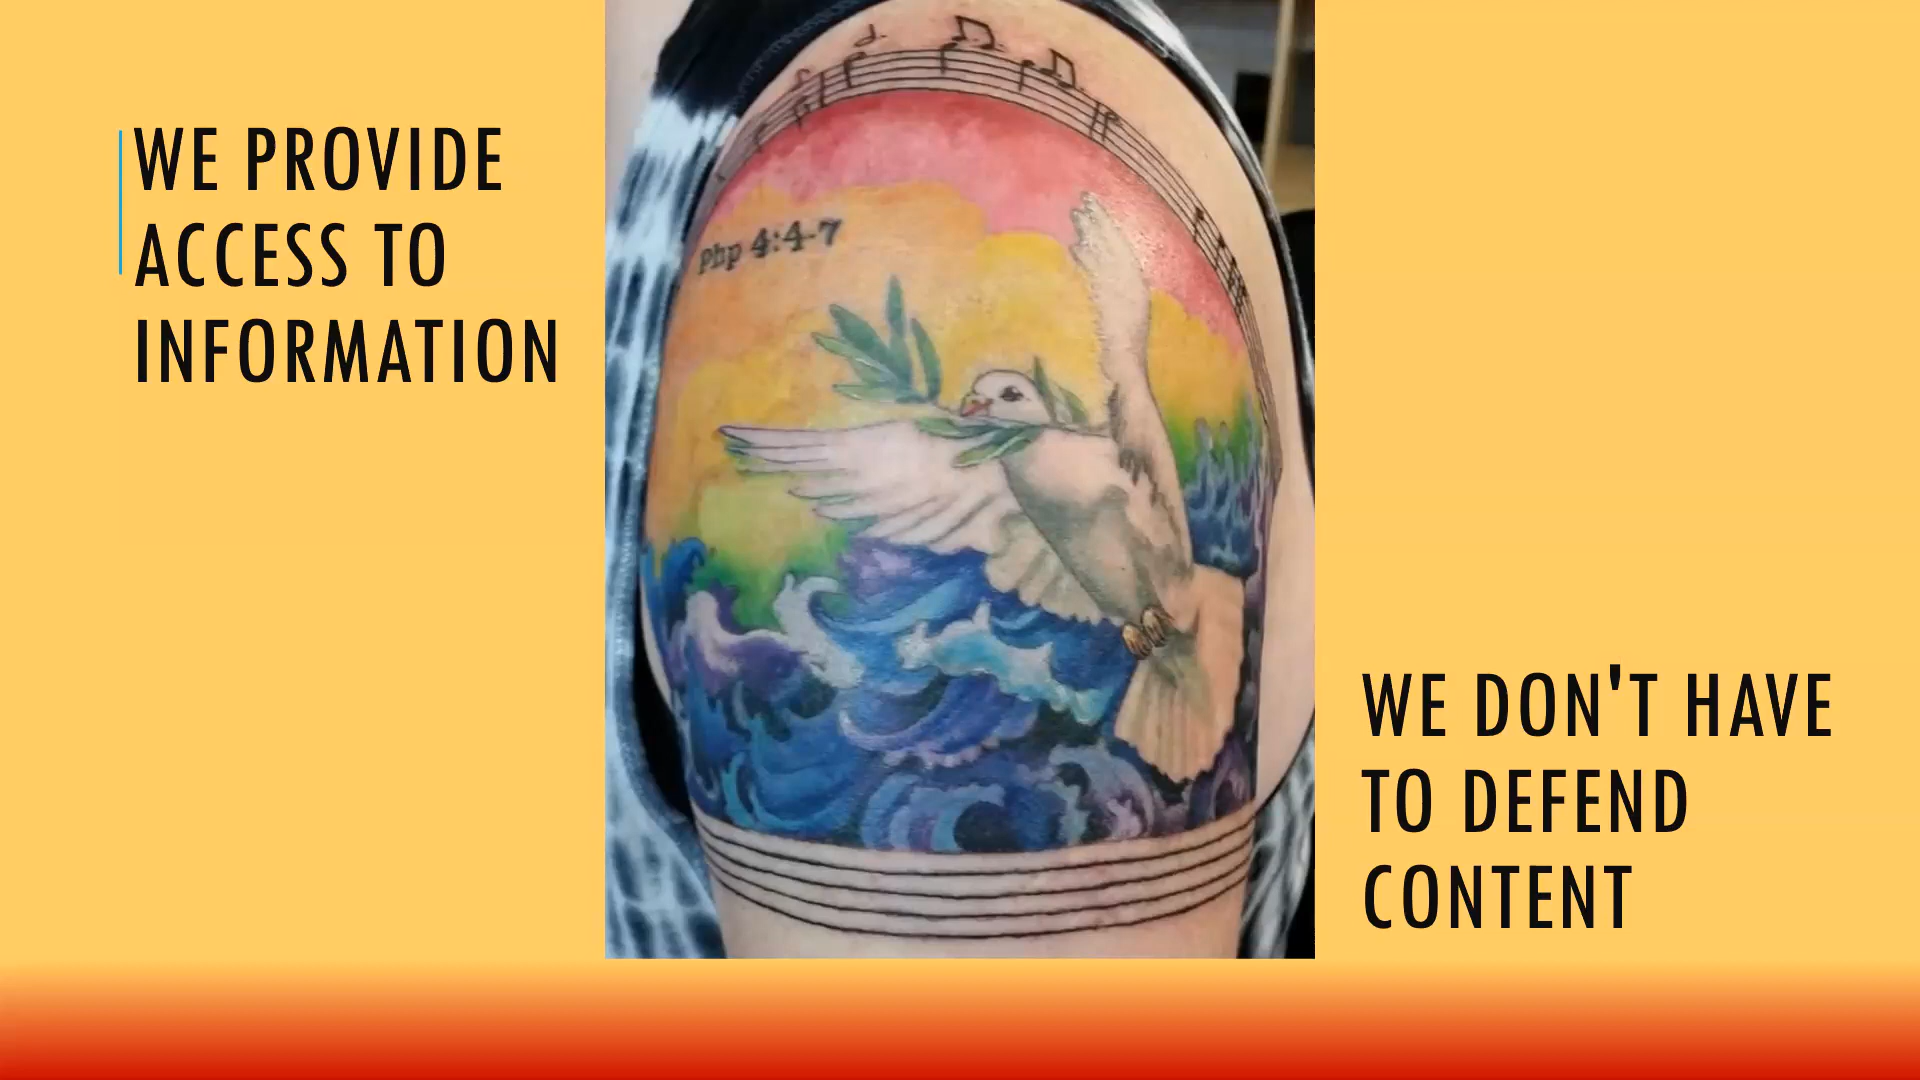 WE PROVIDE
ACCESS TO
INFORMATION
Php 4:4-7
WE DON'T HAVE
TO DEFEND
CONTENT